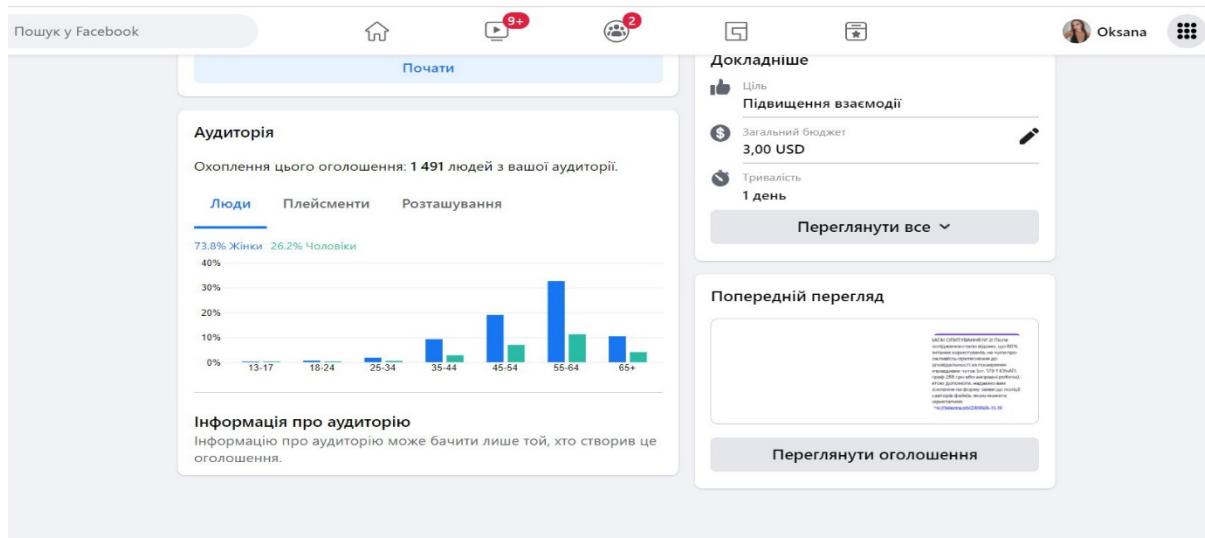 Пошук у Facebook
9+
2
Oksana
Почати
Аудиторія
Охоплення цього оголошення: 1 491 людей з вашої аудиторії.
Люди Плейсменти Розташування
73.8% Жінки 26.2% Чоловіки
40%
30%
20%
10%
0%
13-17 18-24 25-34 35-44 45-54 55-64 65+
Інформація про аудиторію
Інформацію про аудиторію може бачити лише той, хто створив це
оголошення.
Докладніше
Ціль
Підвищення взаємодії
Загальний бюджет
3,00 USD
Тривалість
1 день
Переглянути все
Попередній перегляд
Переглянути оголошення